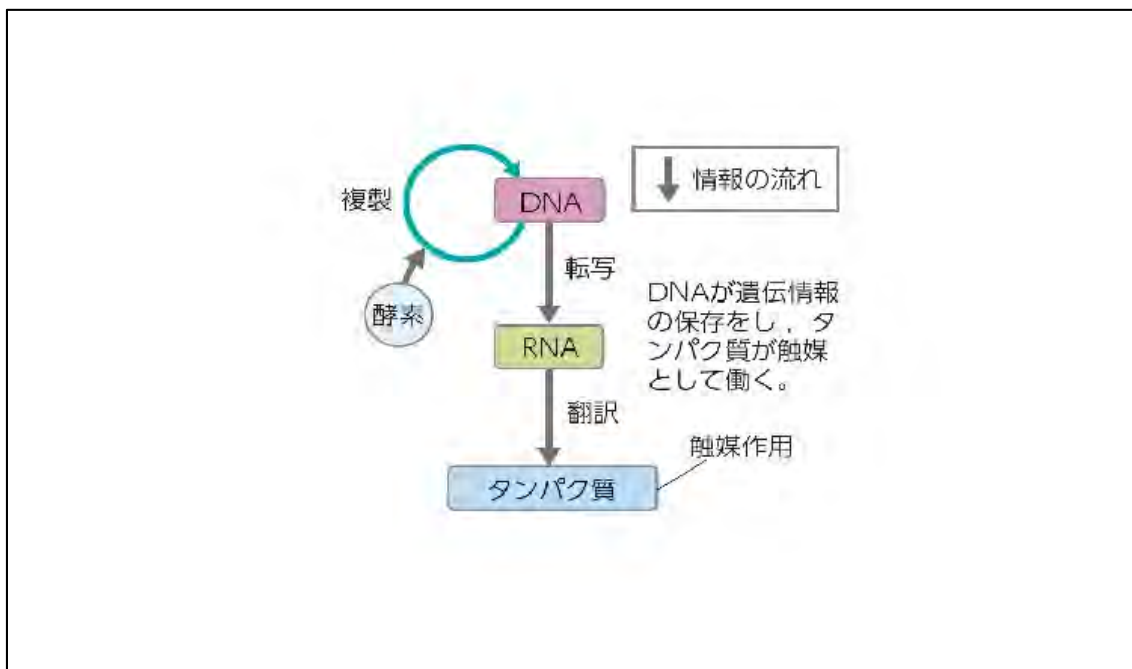 複製
DNA
情報の流れ
転写
酵素
DNAが遺伝情報
の保存をし，タ
ンパク質が触媒
として働く。
RNA
翻訳
触媒作用
タンパク質